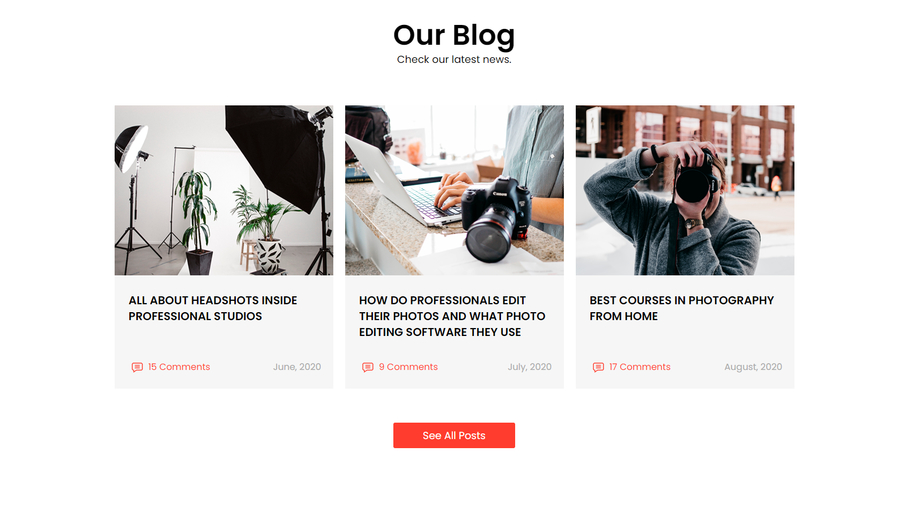 Our Blog
Check our latest news.
ALL ABOUT HEADSHOTS INSIDE
PROFESSIONAL STUDIOS
15 Comments
June, 2020
HOW DO PROFESSIONALS EDIT
THEIR PHOTOS AND WHAT PHOTO
EDITING SOFTWARE THEY USE
9 Comments
July, 2020
BEST COURSES IN PHOTOGRAPHY
FROM HOME
17 Comments
August, 2020
See All Posts